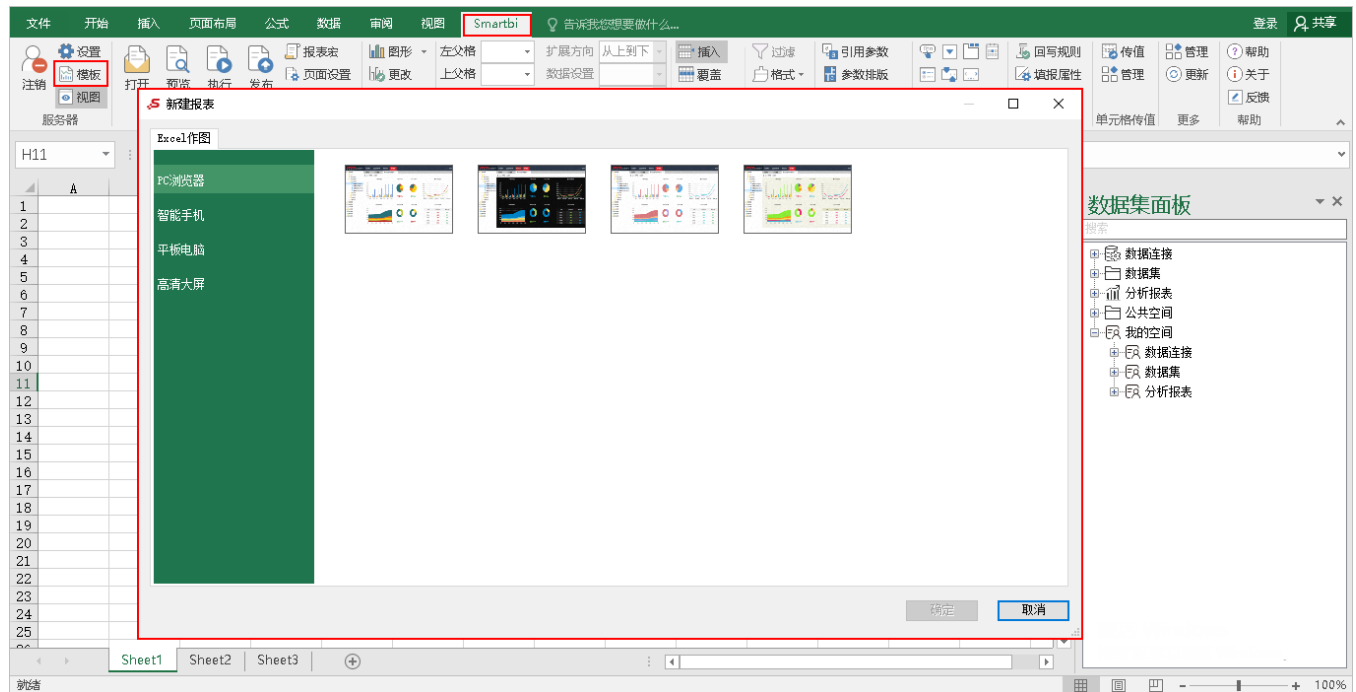 文件 开始 插入 页面布局 公式 数据 审阅 视图 Smartbi 告诉我您想要做什么... 登录 共享
设置 报表宏 图形 左父格 扩展方向 从上到下 插入 过滤 引用参数 回写规则 传值 管理 帮助
模板 页面设置 更改 上父格 数据设置 覆盖 格式 参数排版 填报属性 管理 更新 关于
注销 打开 预览 执行 发布
视图 反馈
服务器 单元格传值 更多 帮助
新建报表
H11
Excel作图
A
PC浏览器
智能手机
平板电脑
高清大屏
数据集面板
搜索
数据连接
数据集
分析报表
公共空间
我的空间
数据连接
数据集
分析报表
1
2
3
4
5
6
7
8
9
10
11
12
13
14
15
16
17
18
19
20
21
22
23
24
25
确定 取消
Sheet1 Sheet2 Sheet3
就绪 100%